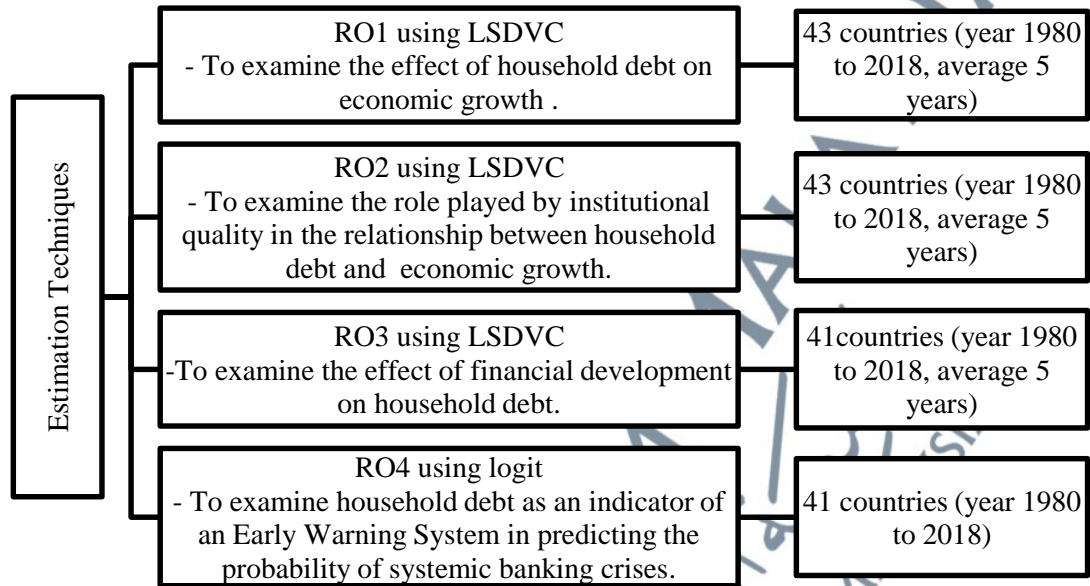 Estimation Techniques
RO1 using LSDVC
- To examine the effect of household debt on
economic growth .
43 countries (year 1980
to 2018, average 5
years)
RO2 using LSDVC
- To examine the role played by institutional
quality in the relationship between household
debt and economic growth.
43 countries (year 1980
to 2018, average 5
years)
RO3 using LSDVC
-To examine the effect of financial development
on household debt.
41countries (year 1980
to 2018, average 5
years)
RO4 using logit
- To examine household debt as an indicator of
an Early Warning System in predicting the
probability of systemic banking crises.
41 countries (year 1980
to 2018)